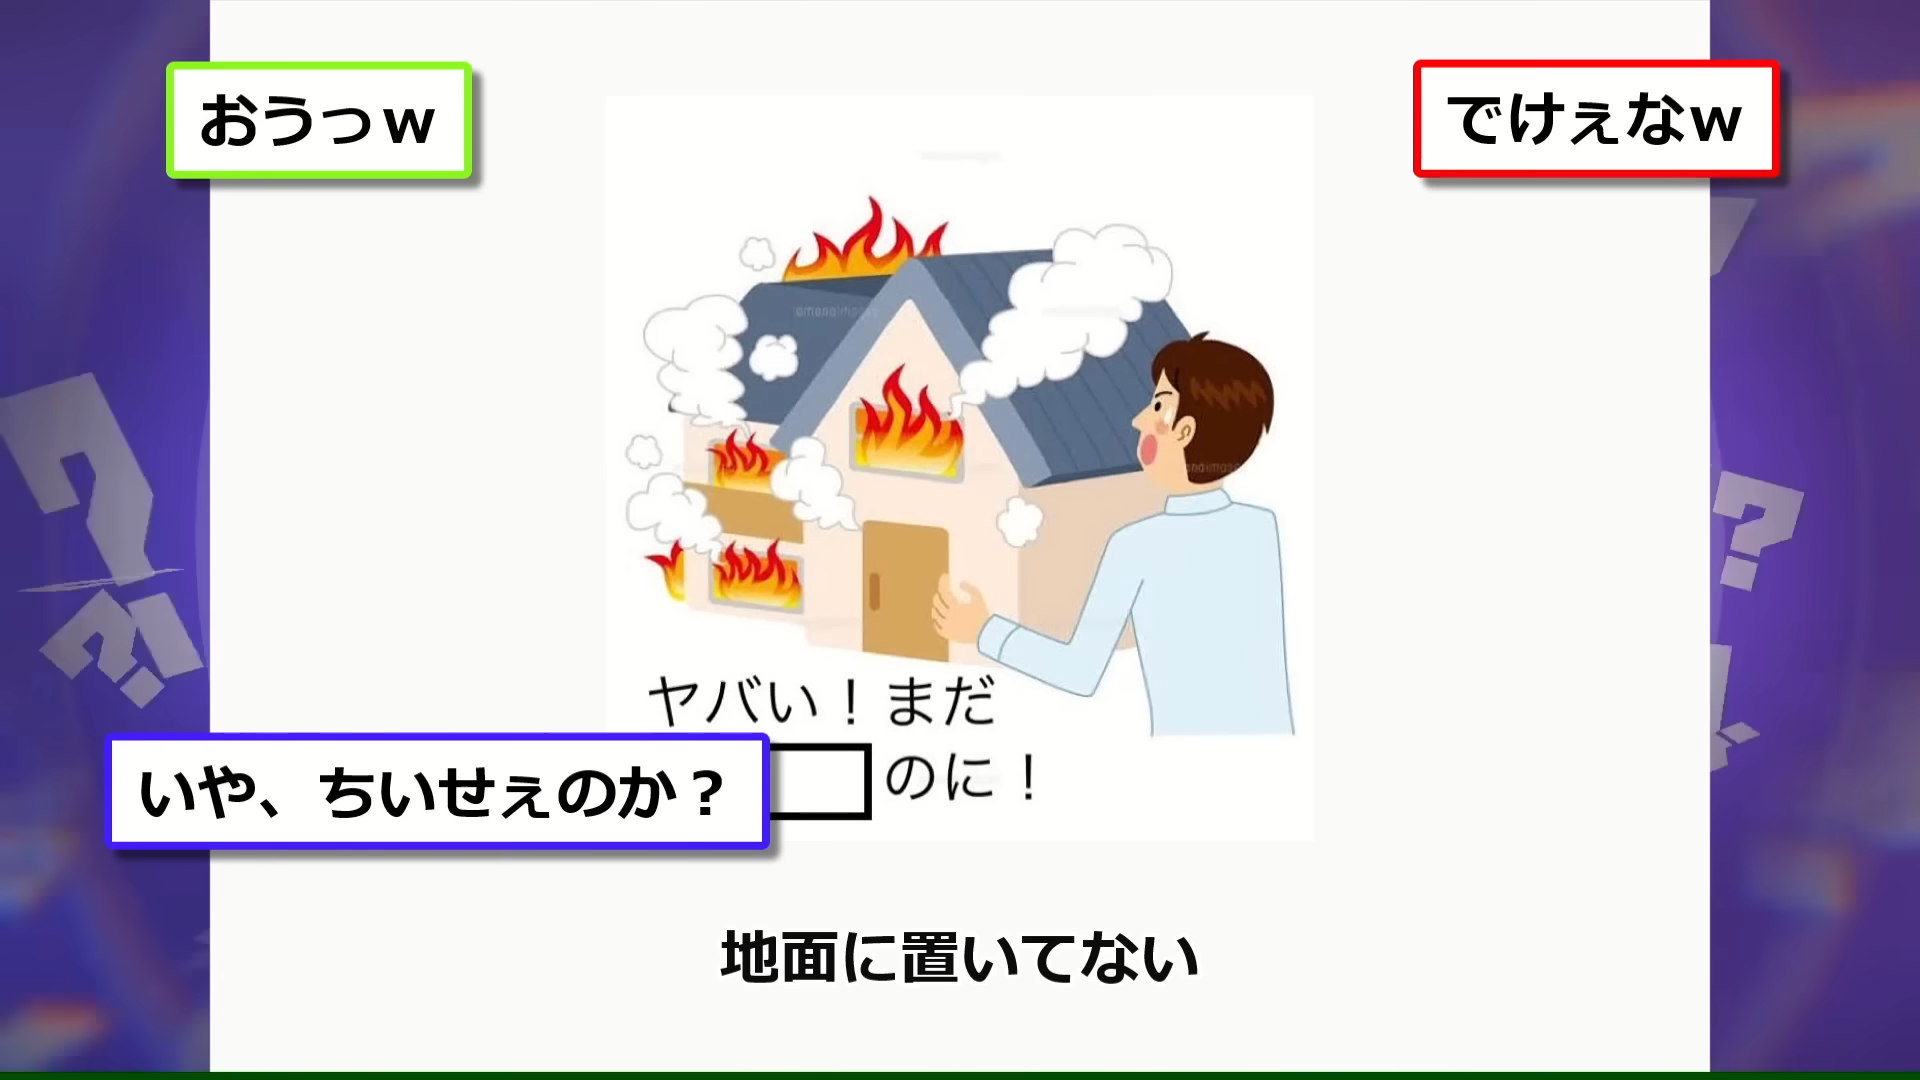 おうっｗ
でけぇなｗ
amanaimages
ヤバい！まだ
のに！
いや、ちいせぇのか？
地面に置いてない